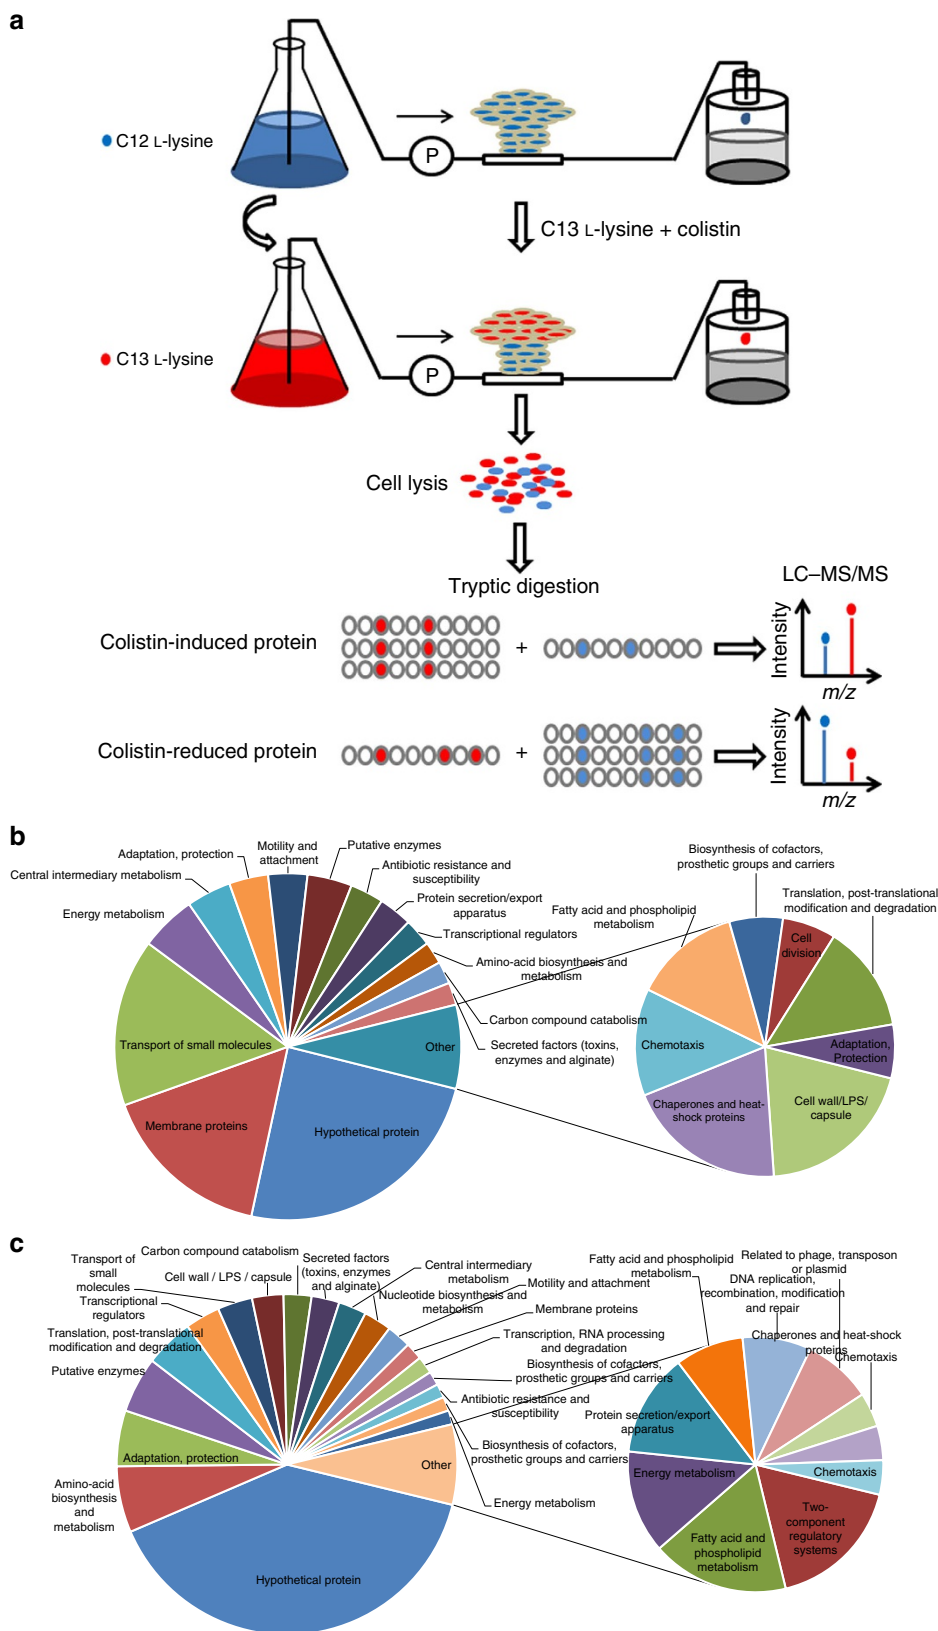 a
C12 L-lysine
P
C13 L-lysine + colistin
C13 L-lysine
P
Cell lysis
Tryptic digestion
LC–MS/MS
Colistin-induced protein
+
Intensity
m/z
Colistin-reduced protein
+
Intensity
m/z
b
Motility and
attachment
Putative enzymes
Adaptation, protection
Antibiotic resistance and
susceptibility
Central intermediary metabolism
Protein secretion/export
apparatus
Energy metabolism
Transcriptional regulators
Amino-acid biosynthesis and
metabolism
Carbon compound catabolism
Secreted factors (toxins,
enzymes and alginate)
Transport of small molecules
Other
Membrane proteins
Hypothetical protein
Biosynthesis of cofactors,
prosthetic groups and carriers
Translation, post-translational
modification and degradation
Fatty acid and phospholipid
metabolism
Cell
division
Chemotaxis
Adaptation,
Protection
Chaperones and heat-
shock proteins
Cell wall/LPS/
capsule
c
Carbon compound catabolism
Transport of
small
molecules
Cell wall / LPS / capsule
Secreted factors
(toxins, enzymes
and alginate)
Central intermediary
metabolism
Transcriptional
regulators
Nucleotide biosynthesis and
metabolism
Motility and attachment
Translation, post-translational
modification and degradation
Membrane proteins
Putative enzymes
Transcription, RNA processing
and degradation
Biosynthesis of cofactors,
prosthetic groups and carriers
Antibiotic resistance and
susceptibility
Adaptation, protection
Other
Biosynthesis of cofactors,
prosthetic groups and carriers
Amino-acid
biosynthesis
and
metabolism
Energy metabolism
Hypothetical protein
Fatty acid and phospholipid
metabolism
Related to phage, transposon
or plasmid
DNA replication,
recombination, modification
and repair
Chaperones and heat-shock
proteins
Chemotaxis
Protein secretion/export
apparatus
Energy metabolism
Chemotaxis
Two-
component
regulatory
systems
Fatty acid and
phospholipid
metabolism